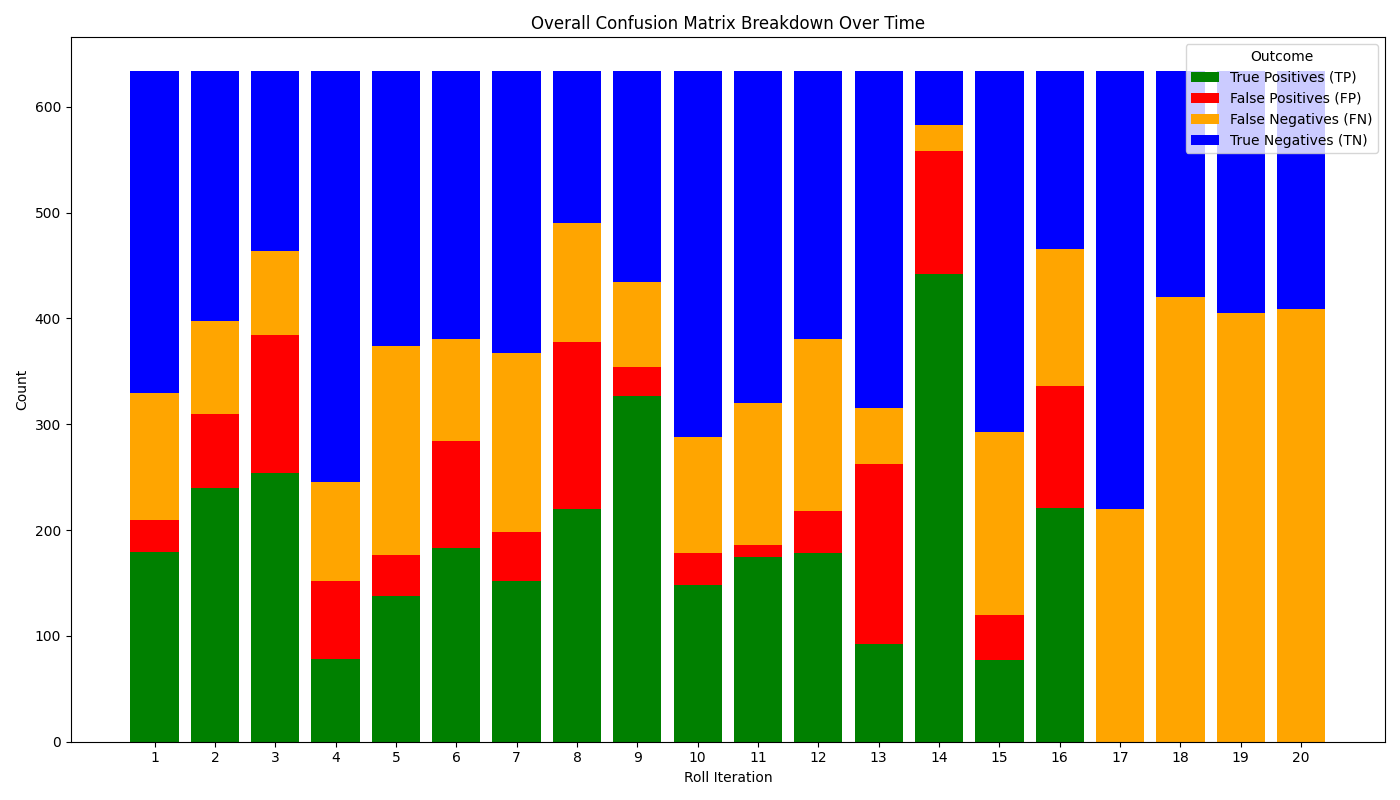 Overall Confusion Matrix Breakdown Over Time
Outcome
True Positives (TP)
False Positives (FP)
False Negatives (FN)
True Negatives (TN)
600
500
400
300
200
100
0
Count
1 2 3 4 5 6 7 8 9 10 11 12 13 14 15 16 17 18 19 20
Roll Iteration